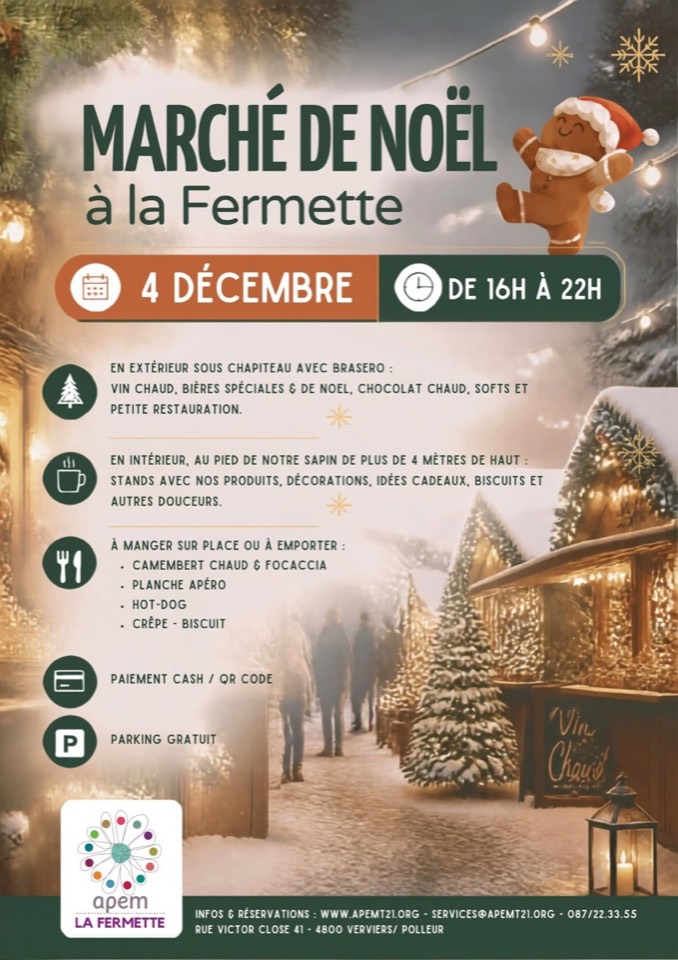 MARCHÉ DE NOËL
à la Fermette
4 DÉCEMBRE
DE 16H À 22H
EN EXTÉRIEUR SOUS CHAPITEAU AVEC BRASERO :
VIN CHAUD, BIÈRES SPÉCIALES & DE NOEL, CHOCOLAT CHAUD, SOFTS ET
PETITE RESTAURATION.
EN INTÉRIEUR, AU PIED DE NOTRE SAPIN DE PLUS DE 4 MÈTRES DE HAUT :
STANDS AVEC NOS PRODUITS, DÉCORATIONS, IDÉES CADEAUX, BISCUITS ET
AUTRES DOUCEURS.
À MANGER SUR PLACE OU À EMPORTER :
• CAMEMBERT CHAUD & FOCACCIA
• PLANCHE APÉRO
• HOT-DOG
• CRÊPE - BISCUIT
PAIEMENT CASH / QR CODE
P
PARKING GRATUIT
Vin
Chaud
apem
LA FERMETTE
INFOS & RÉSERVATIONS : WWW.APEMT21.ORG - SERVICES@APEMT21.ORG - 087/22.33.55
RUE VICTOR CLOSE 41 - 4800 VERVIERS/ POLLEUR